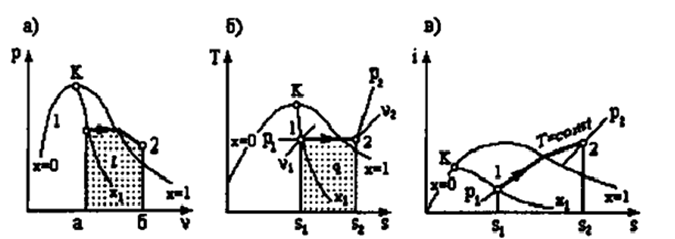 а)
p
K
1
2
l
x=0
x₁
x=1
а
б
v
б)
T
K
p₂
v₂
1
2
x=0
p₁
v₁
q
x₁
x=1
s₁
s₂
s
в)
i
T=const
p₂
2
K
1
x=0
p₁
x₁
x=1
s₁
s₂
s